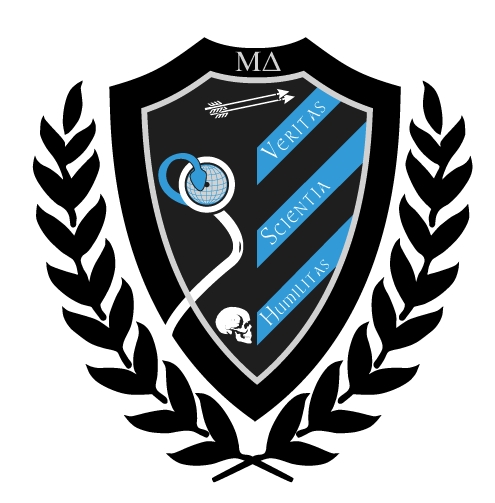 ΜΔ
Veritas
Scientia
Humilitas